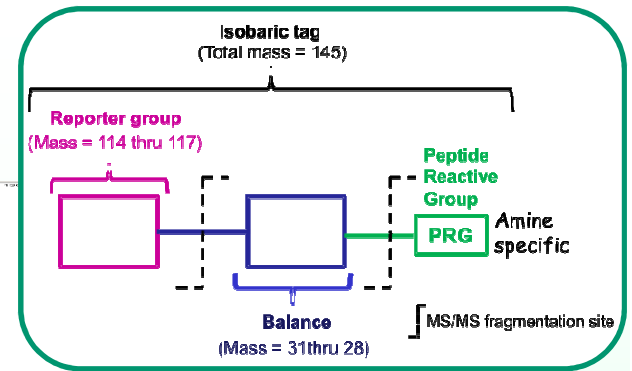 Isobaric tag
(Total mass = 145)
Reporter group
(Mass = 114 thru 117)
Peptide
Reactive
Group
PRG
Amine
specific
Balance
(Mass = 31thru 28)
MS/MS fragmentation site